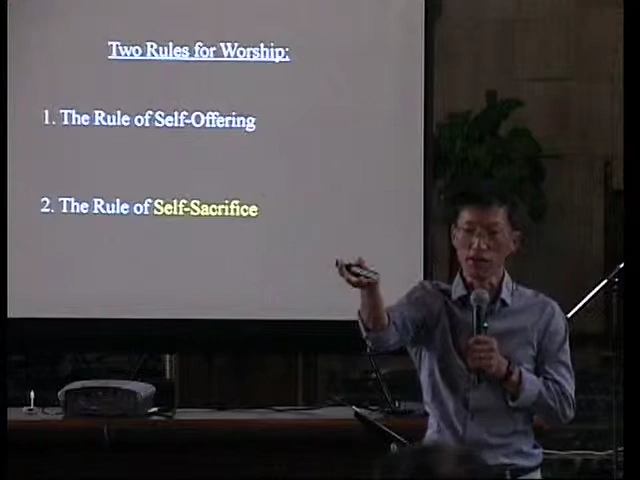 Two Rules for Worship:
1. The Rule of Self-Offering
2. The Rule of Self-Sacrifice